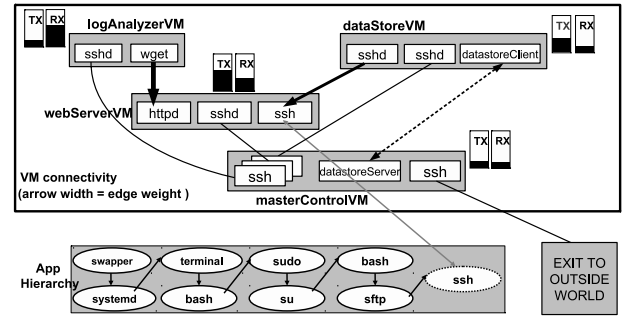 logAnalyzerVM
dataStoreVM
TX RX
TX RX
sshd wget
sshd sshd datastoreClient
TX RX
webServerVM
httpd sshd ssh
TX RX
VM connectivity
(arrow width = edge weight )
ssh datastoreServer ssh
masterControlVM
App
Hierarchy
swapper terminal sudo bash
ssh
systemd bash su sftp
EXIT TO
OUTSIDE
WORLD